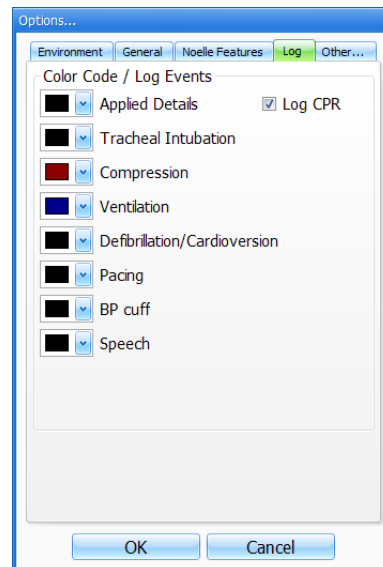 Options...
Environment General Noelle Features Log Other...
Color Code / Log Events
Applied Details Log CPR
Tracheal Intubation
Compression
Ventilation
Defibrillation/Cardioversion
Pacing
BP cuff
Speech
OK Cancel